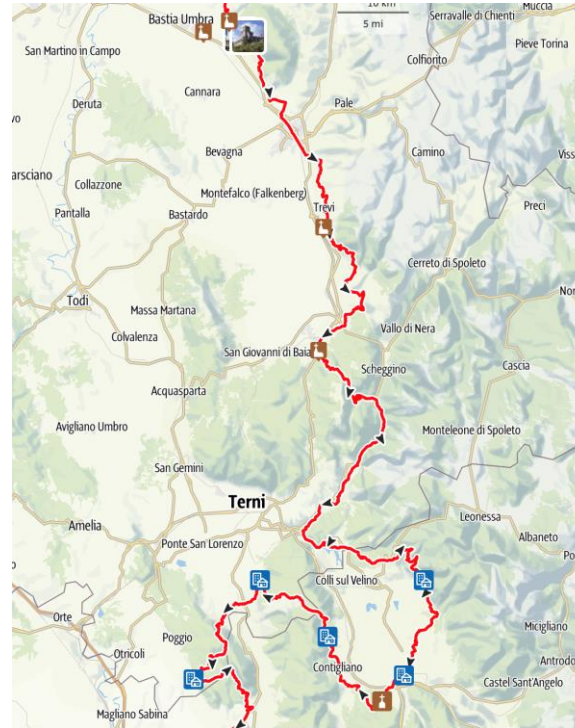 10 km
5 mi
Muccia
Serravalle di Chienti
Bastia Umbra
San Martino in Campo
Pieve Torina
Colfiorito
Cannara
Pale
Deruta
Bevagna
Camino
Collazzone
Montefalco (Falkenberg)
Preci
Pantalla
Bastardo
Trevi
Cerreto di Spoleto
Todi
Massa Martana
Vallo di Nera
Colvalenza
San Giovanni di Baia
Scheggino
Cascia
Acquasparta
Avigliano Umbro
Monteleone di Spoleto
San Gemini
Terni
Leonessa
Amelia
Albaneto
Ponte San Lorenzo
Colli sul Velino
Orte
Poggio
Micigliano
Otricoli
Contigliano
Antrodo
Castel Sant'Angelo
Magliano Sabina